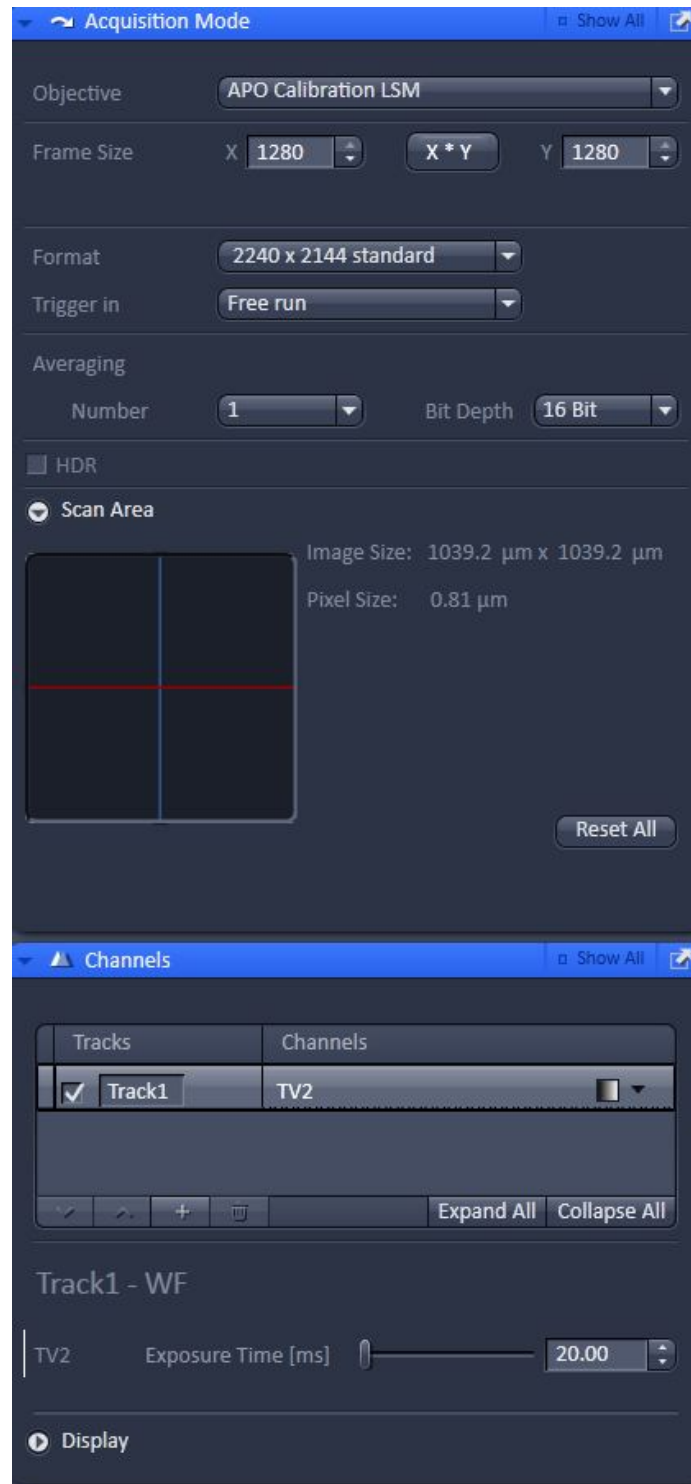 Acquisition Mode Show All
Objective APO Calibration LSM
Frame Size X 1280 X * Y Y 1280
Format 2240 x 2144 standard
Trigger in Free run
Averaging
Number 1 Bit Depth 16 Bit
HDR
Scan Area
Image Size: 1039.2 µm x 1039.2 µm
Pixel Size: 0.81 µm
Reset All
Channels Show All
Tracks Channels
Track1 TV2
Expand All Collapse All
Track1 - WF
TV2 Exposure Time [ms] 20.00
Display